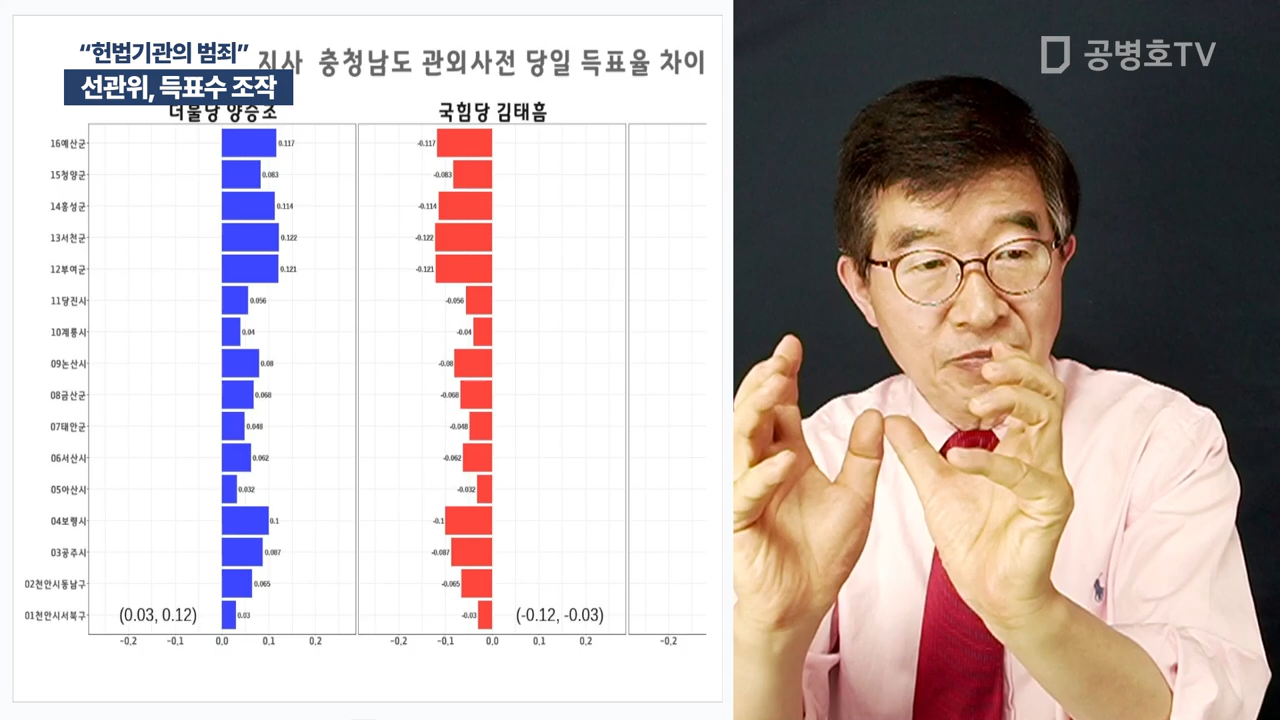 “헌법기관의 범죄”
선관위, 득표수 조작
지사 충청남도 관외사전 당일 득표율 차이
공병호TV
더불당 양승조
국힘당 김태흠
16예산군 0.117 -0.117
15청양군 0.083 -0.083
14홍성군 0.114 -0.114
13서천군 0.122 -0.122
12부여군 0.121 -0.121
11당진시 0.056 -0.056
10계룡시 0.04 -0.04
09논산시 0.08 -0.08
08금산군 0.068 -0.068
07태안군 0.048 -0.048
06서산시 0.062 -0.062
05아산시 0.032 -0.032
04보령시 0.1 -0.1
03공주시 0.087 -0.087
02천안시동남구 0.065 -0.065
01천안시서북구 (0.03, 0.12) 0.03 -0.03 (-0.12, -0.03)
-0.2 -0.1 0.0 0.1 0.2 -0.2 -0.1 0.0 0.1 0.2 -0.2